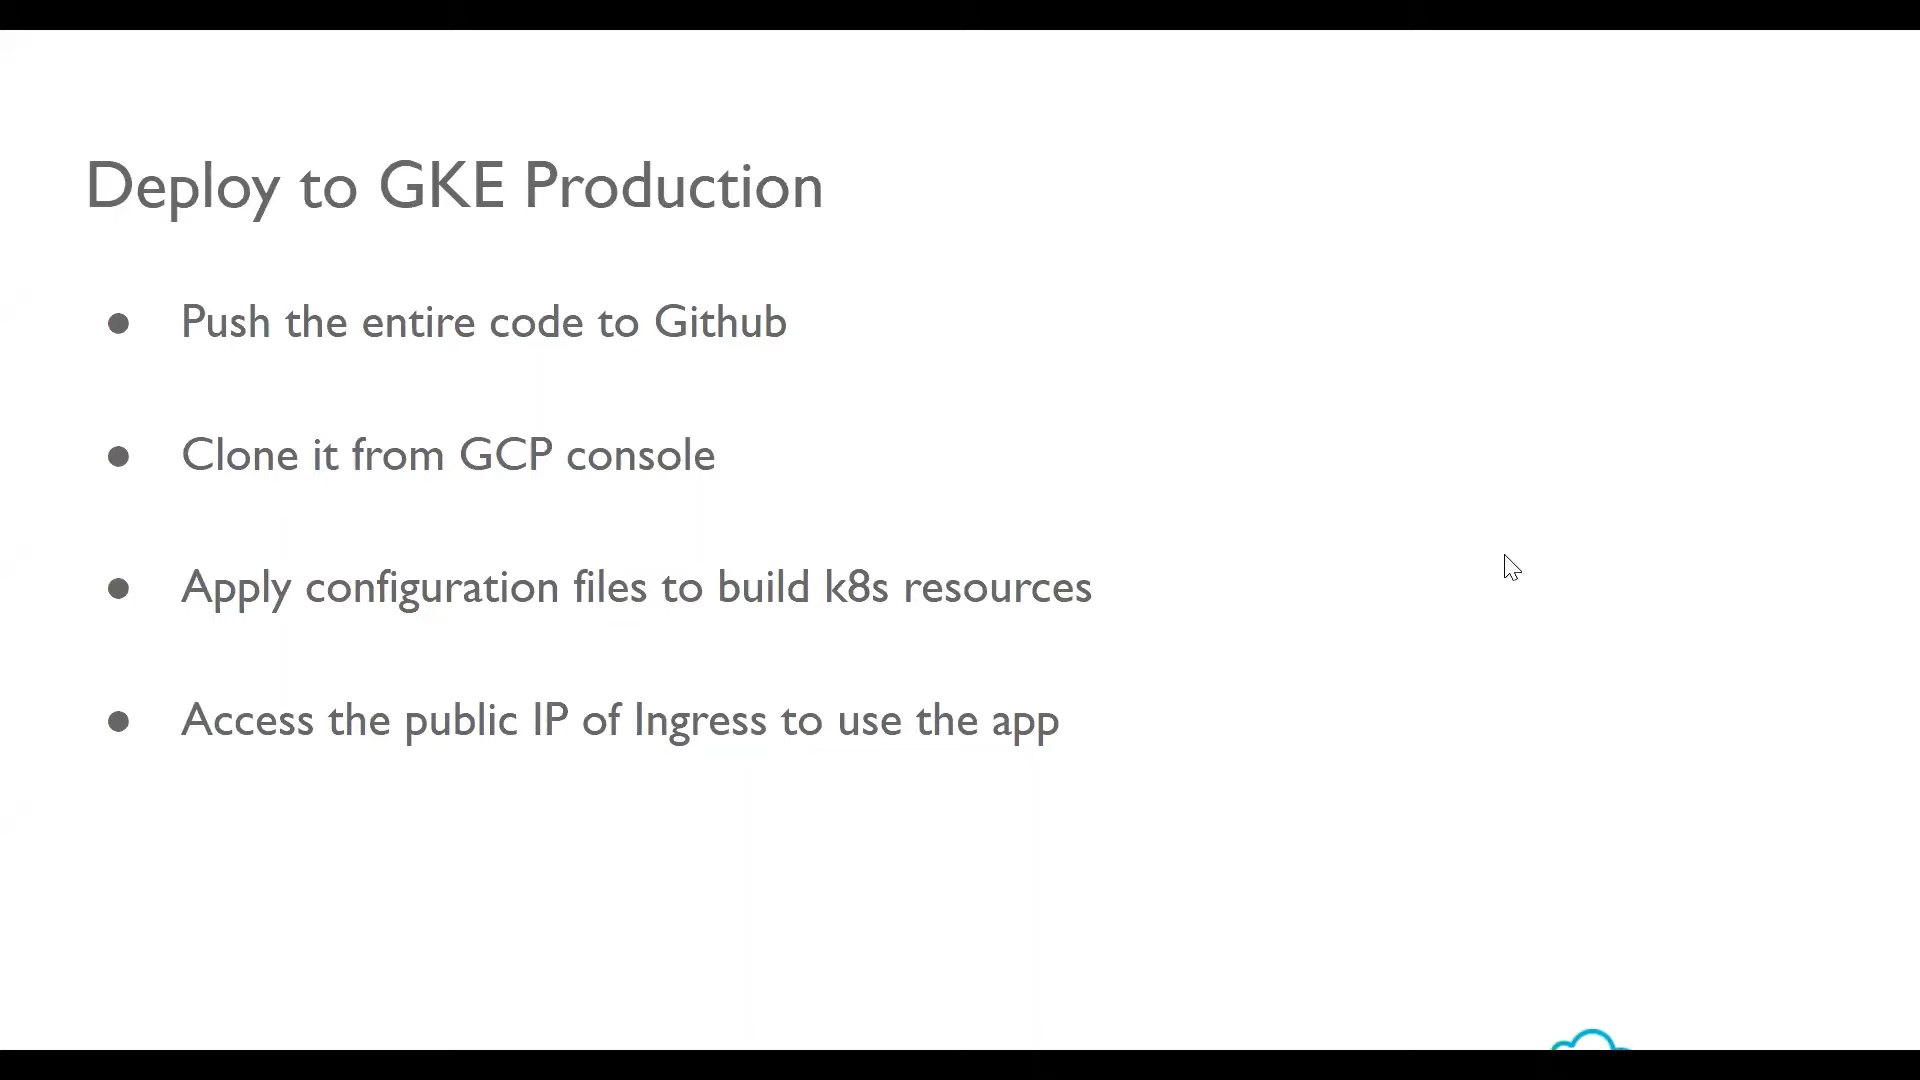 Deploy to GKE Production
● Push the entire code to Github
● Clone it from GCP console
● Apply configuration files to build k8s resources
● Access the public IP of Ingress to use the app